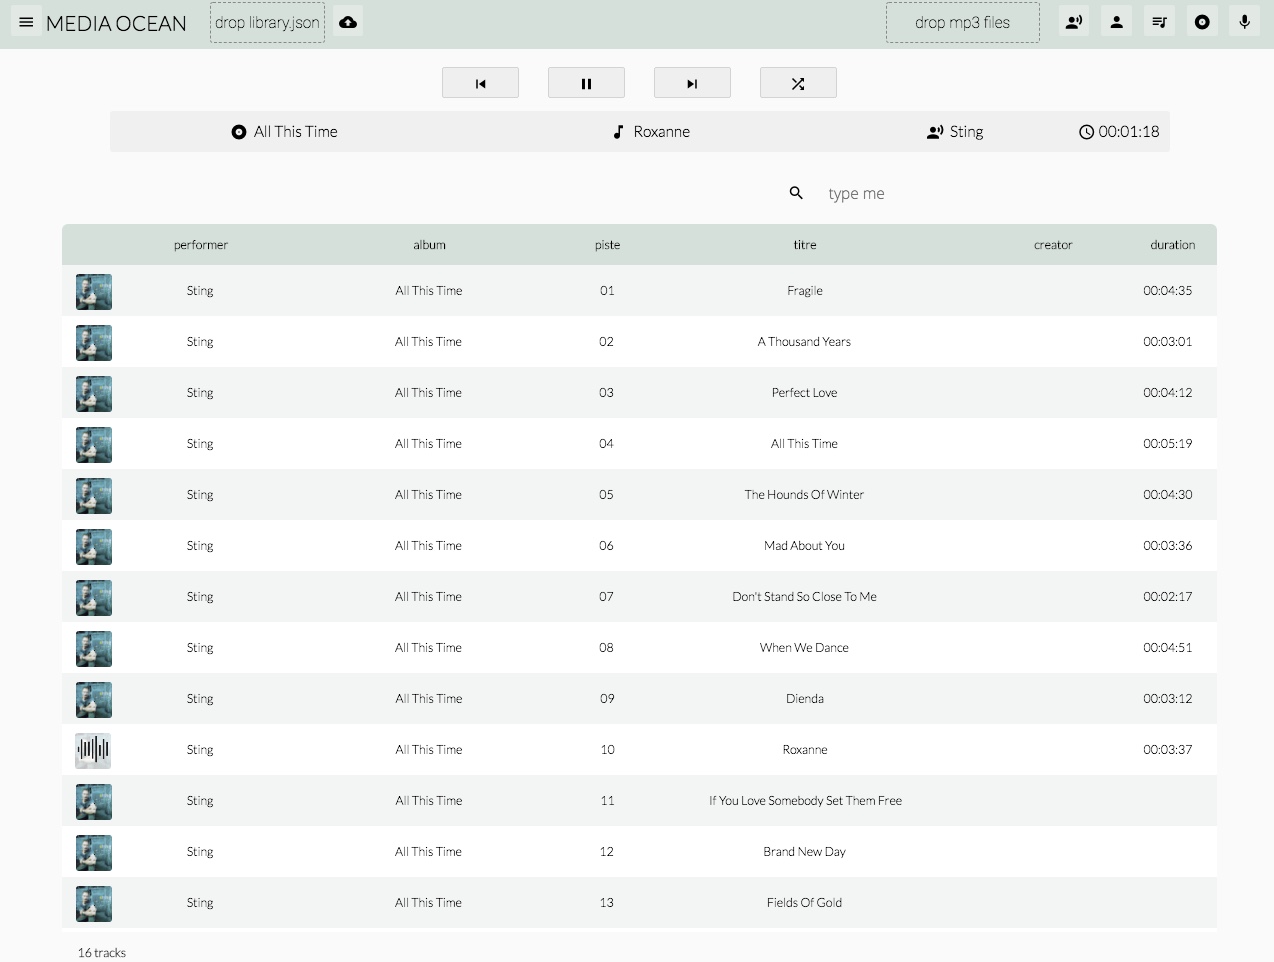 MEDIA OCEAN drop library.json drop mp3 files
All This Time Roxanne Sting 00:01:18
type me
performer album piste titre creator duration
Sting All This Time 01 Fragile 00:04:35
Sting All This Time 02 A Thousand Years 00:03:01
Sting All This Time 03 Perfect Love 00:04:12
Sting All This Time 04 All This Time 00:05:19
Sting All This Time 05 The Hounds Of Winter 00:04:30
Sting All This Time 06 Mad About You 00:03:36
Sting All This Time 07 Don't Stand So Close To Me 00:02:17
Sting All This Time 08 When We Dance 00:04:51
Sting All This Time 09 Dienda 00:03:12
Sting All This Time 10 Roxanne 00:03:37
Sting All This Time 11 If You Love Somebody Set Them Free
Sting All This Time 12 Brand New Day
Sting All This Time 13 Fields Of Gold
16 tracks